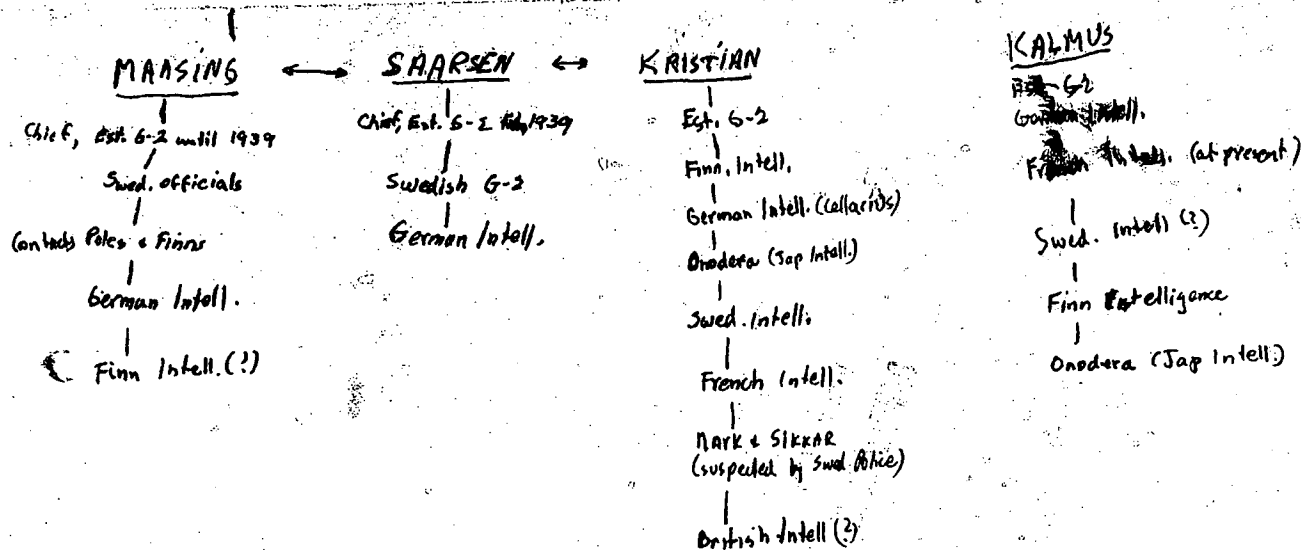 MAASING ↔ SAARSEN ↔ KRISTIAN
Chief, Est. G-2 until 1939
Swed. officials
Contacts Poles & Finns
German Intell.
Finn Intell. (?)
Chief, Est. G-2 1939
Swedish G-2
German Intell.
Est. G-2
Finn. Intell.
German Intell. (Cellarius)
Onodera (Jap Intell.)
Swed. Intell.
French Intell.
MARK & SIKKAR
(suspected by Swed Police)
British Intell (?)
KALMUS
G-2
Intell.
(at present)
Swed. Intell (?)
Finn Intelligence
Onodera (Jap Intell.)